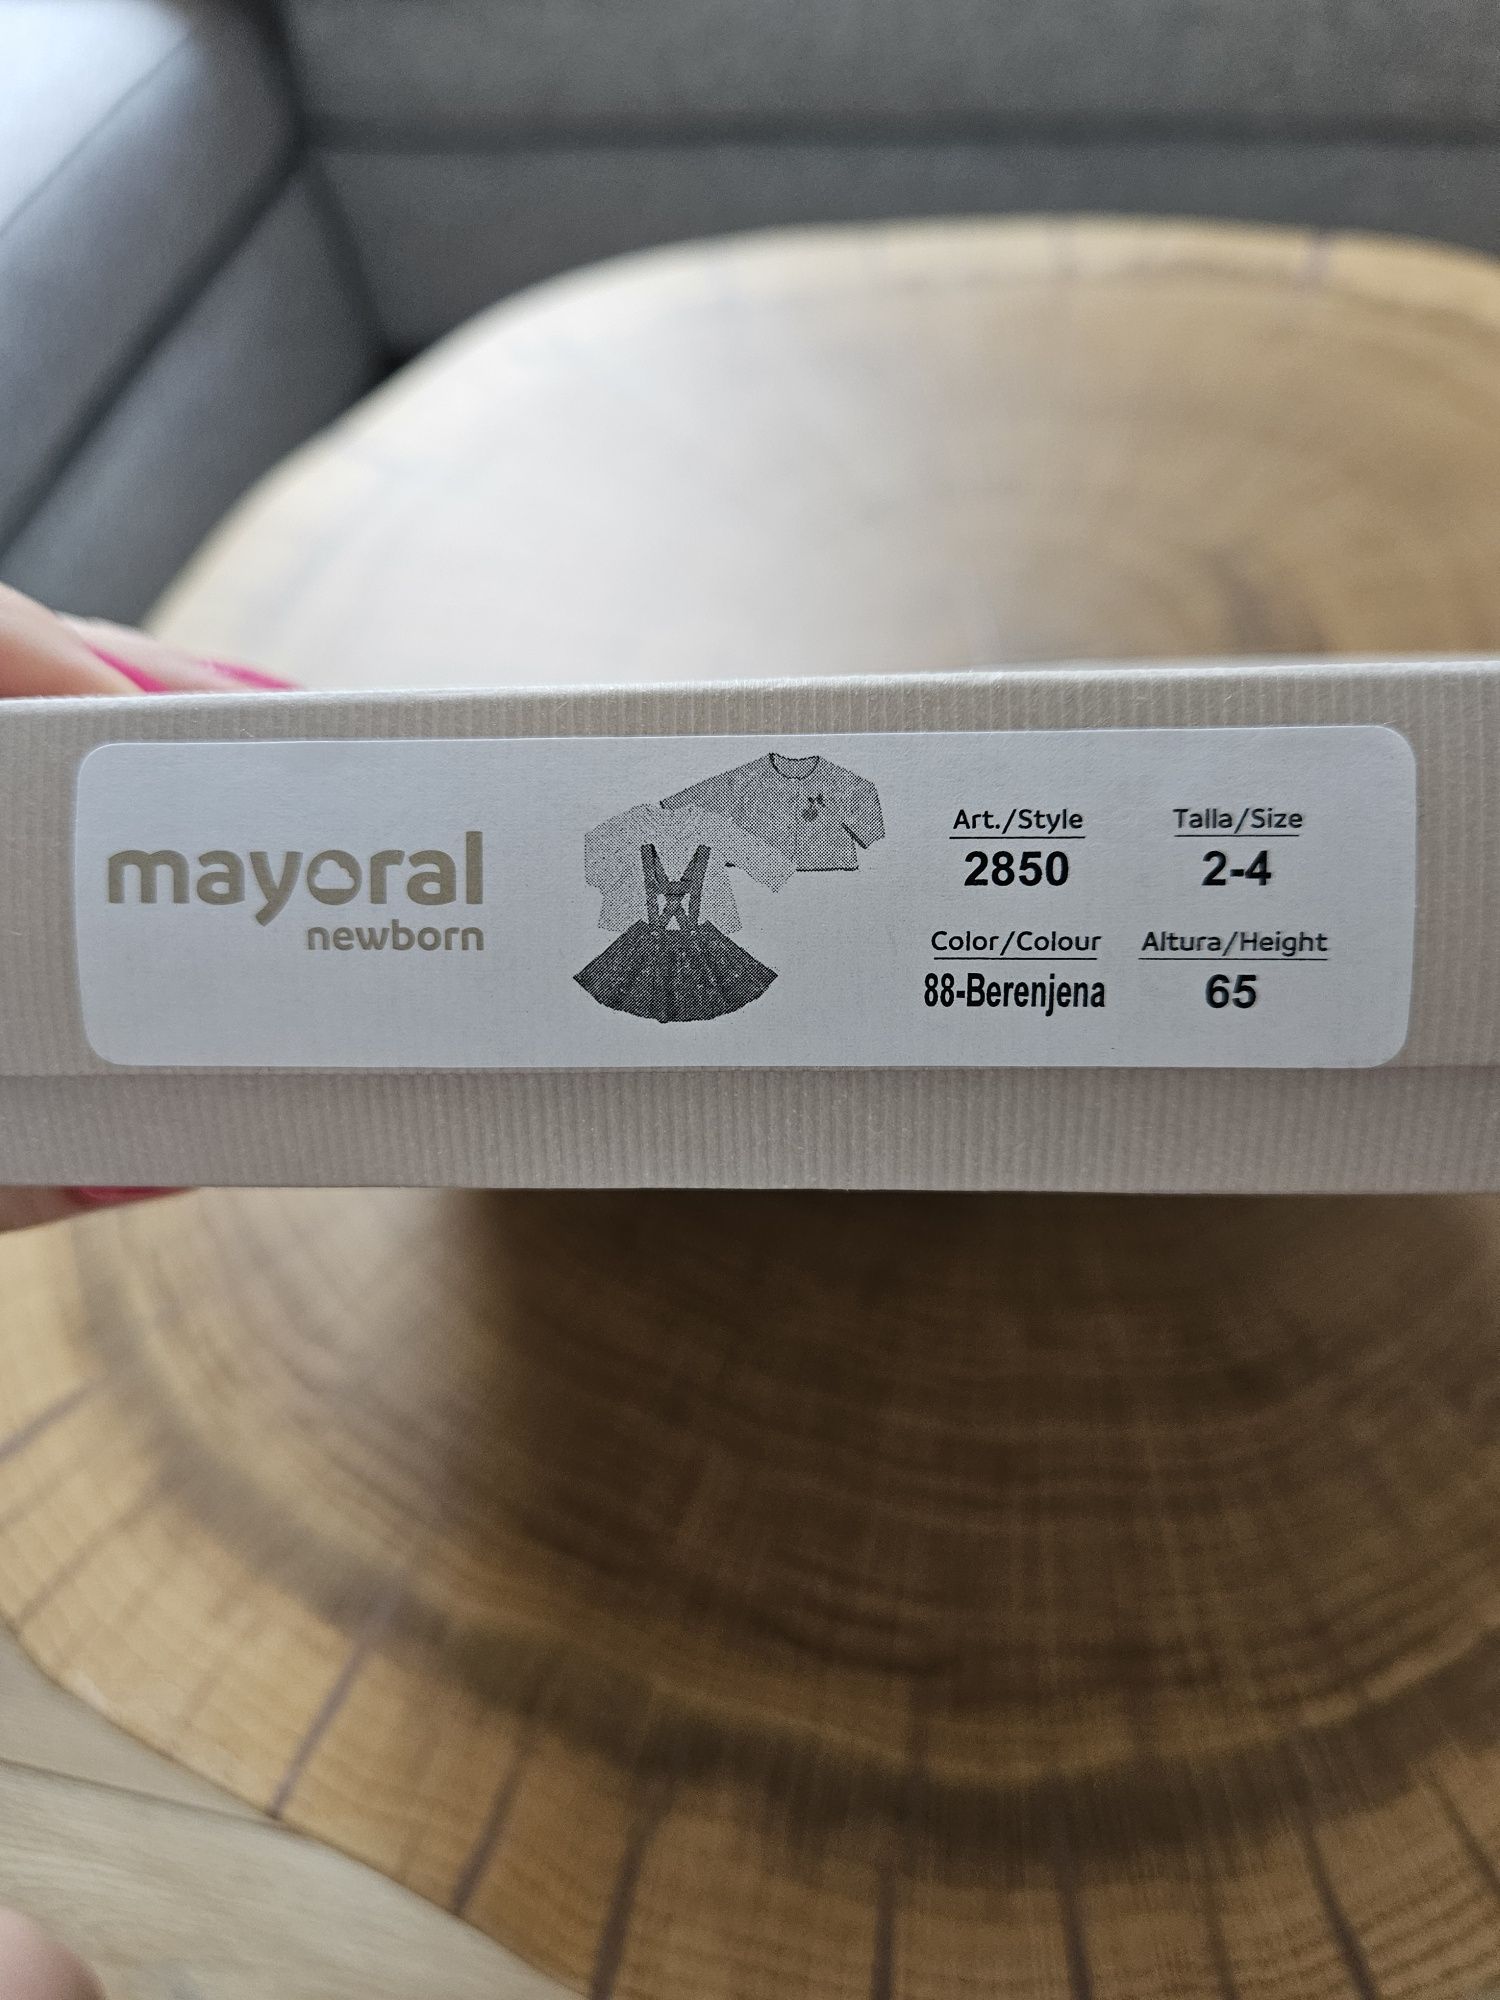 mayoral
newborn
Art./Style
2850
Talla/Size
2-4
Color/Colour
88-Berenjena
Altura/Height
65